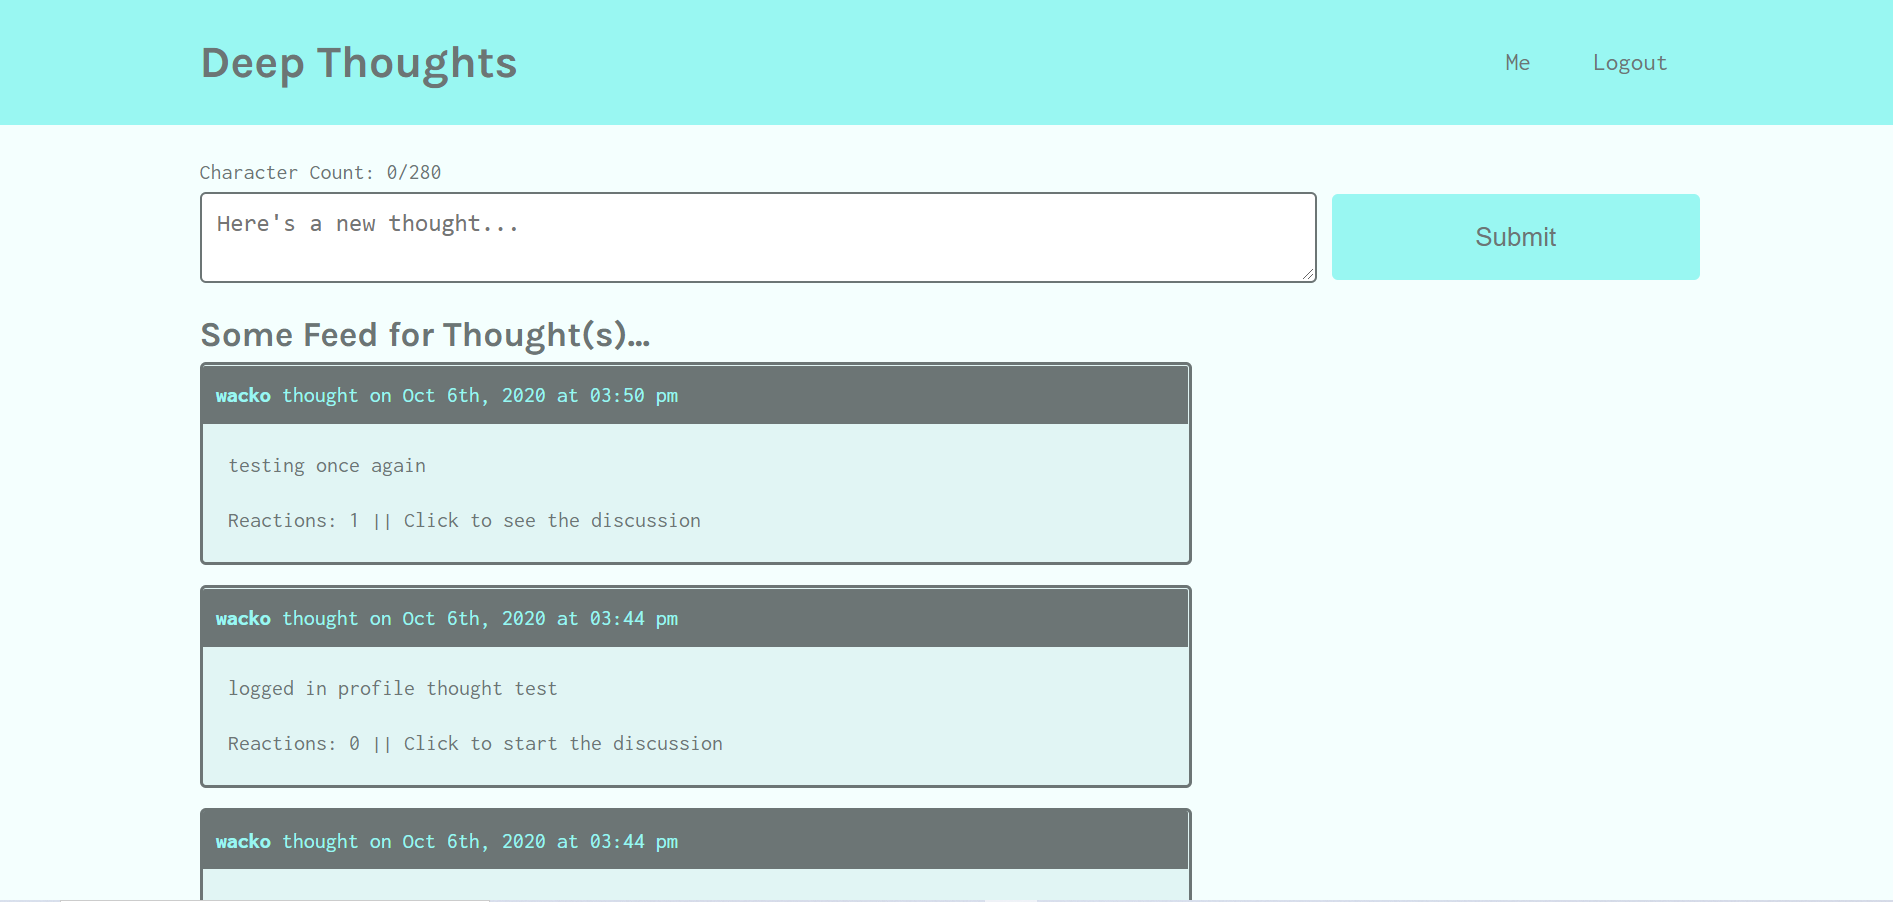 Deep Thoughts
Me Logout
Character Count: 0/280
Here's a new thought...
Submit
Some Feed for Thought(s)...
wacko thought on Oct 6th, 2020 at 03:50 pm
testing once again
Reactions: 1 || Click to see the discussion
wacko thought on Oct 6th, 2020 at 03:44 pm
logged in profile thought test
Reactions: 0 || Click to start the discussion
wacko thought on Oct 6th, 2020 at 03:44 pm